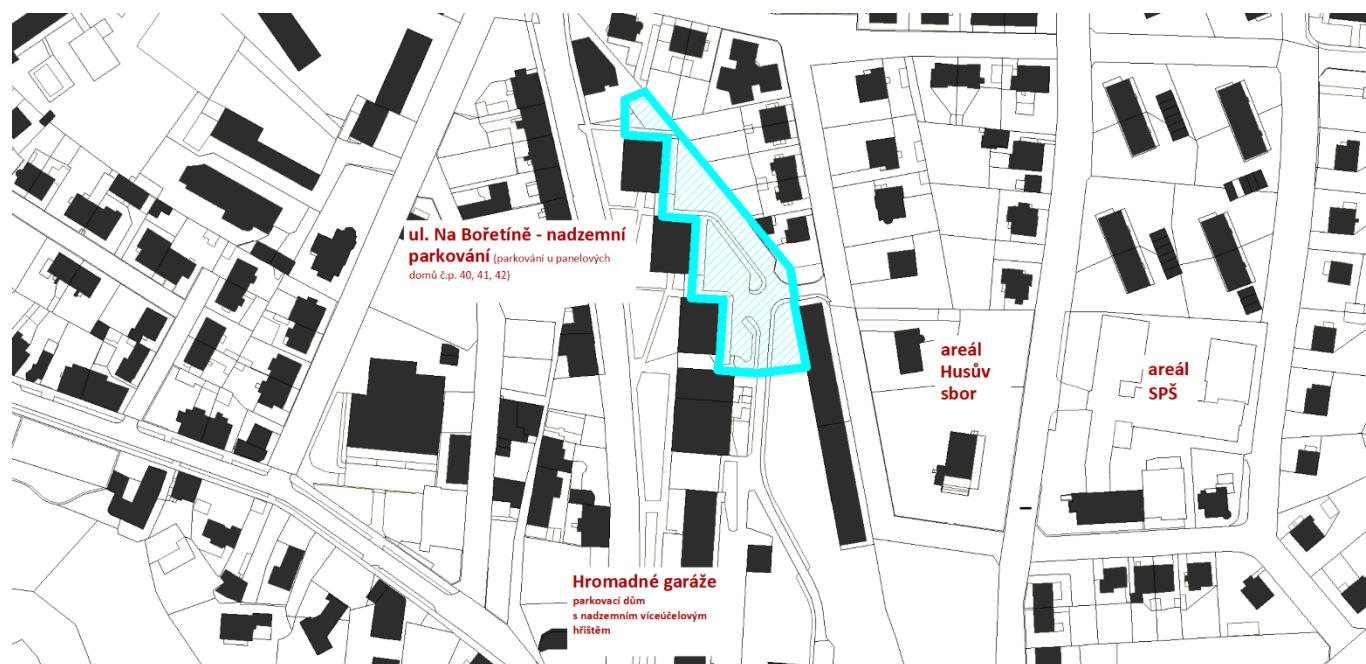 ul. Na Bořetíně - nadzemní
parkování (parkování u panelových
domů č.p. 40, 41, 42)
areál
Husův
sbor
areál
SPŠ
Hromadné garáže
parkovací dům
s nadzemním víceúčelovým
hřištěm